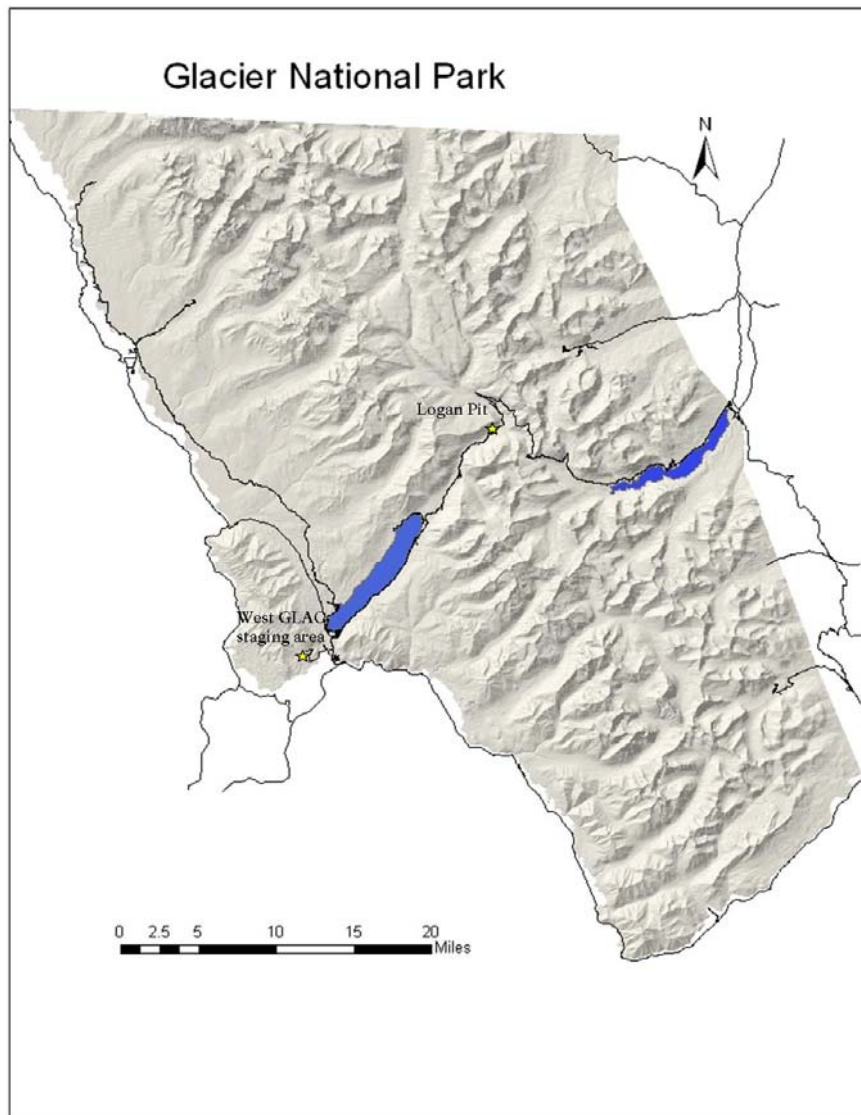 Glacier National Park
N
Logan Pit
West GLAC
staging area
0 2.5 5 10 15 20
Miles